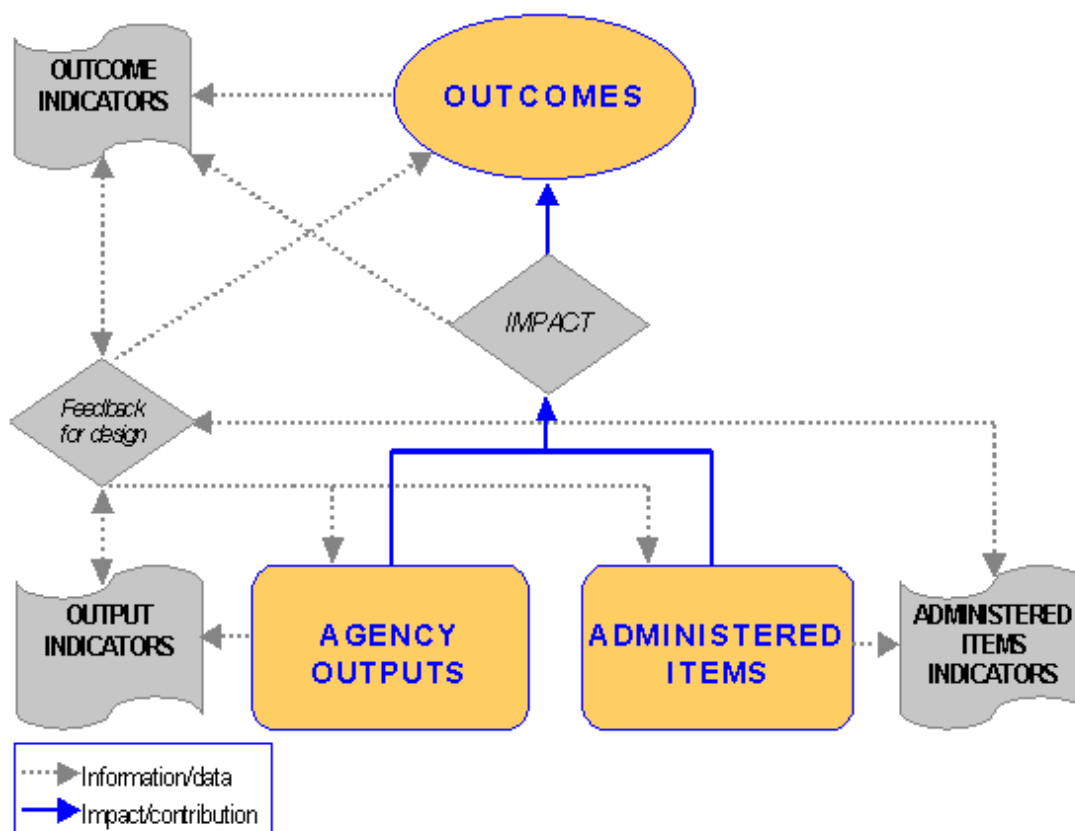 OUTCOME
INDICATORS
OUTCOMES
IMPACT
Feedback
for design
OUTPUT
INDICATORS
AGENCY
OUTPUTS
ADMINISTERED
ITEMS
ADMINISTERED
ITEMS
INDICATORS
Information/data
Impact/contribution